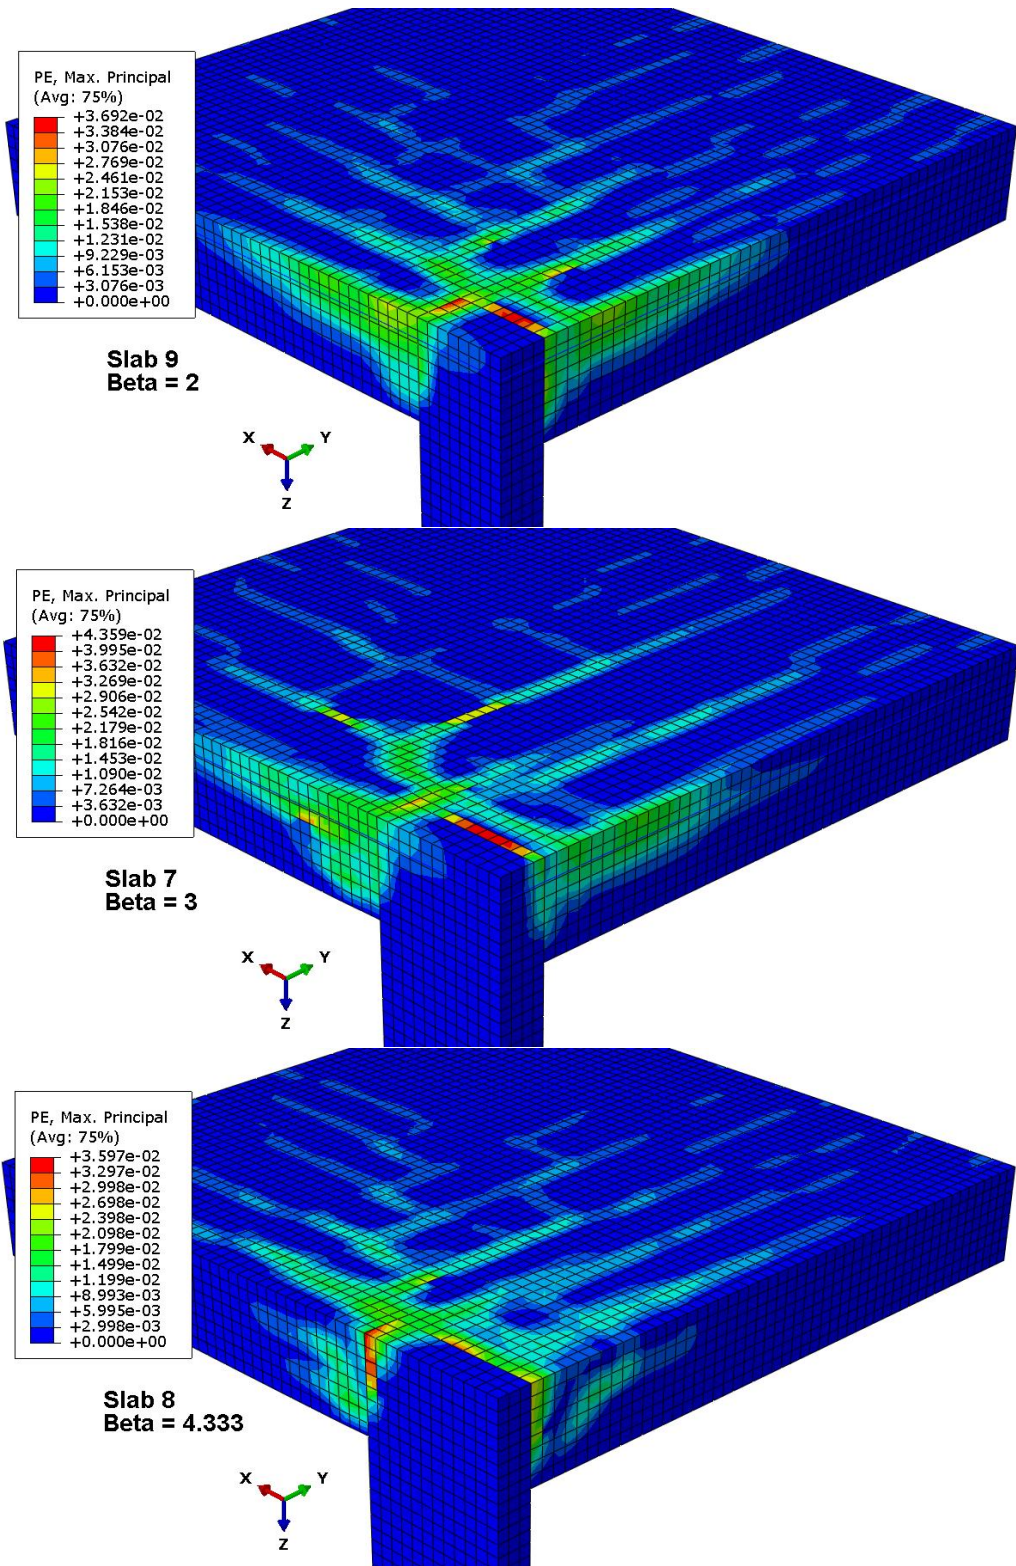 PE, Max. Principal
(Avg: 75%)
+3.692e-02
+3.384e-02
+3.076e-02
+2.769e-02
+2.461e-02
+2.153e-02
+1.846e-02
+1.538e-02
+1.231e-02
+9.229e-03
+6.153e-03
+3.076e-03
+0.000e+00
Slab 9
Beta = 2
X Y
Z
PE, Max. Principal
(Avg: 75%)
+4.359e-02
+3.995e-02
+3.632e-02
+3.269e-02
+2.906e-02
+2.542e-02
+2.179e-02
+1.816e-02
+1.453e-02
+1.090e-02
+7.264e-03
+3.632e-03
+0.000e+00
Slab 7
Beta = 3
X Y
Z
PE, Max. Principal
(Avg: 75%)
+3.597e-02
+3.297e-02
+2.998e-02
+2.698e-02
+2.398e-02
+2.098e-02
+1.799e-02
+1.499e-02
+1.199e-02
+8.993e-03
+5.995e-03
+2.998e-03
+0.000e+00
Slab 8
Beta = 4.333
X Y
Z